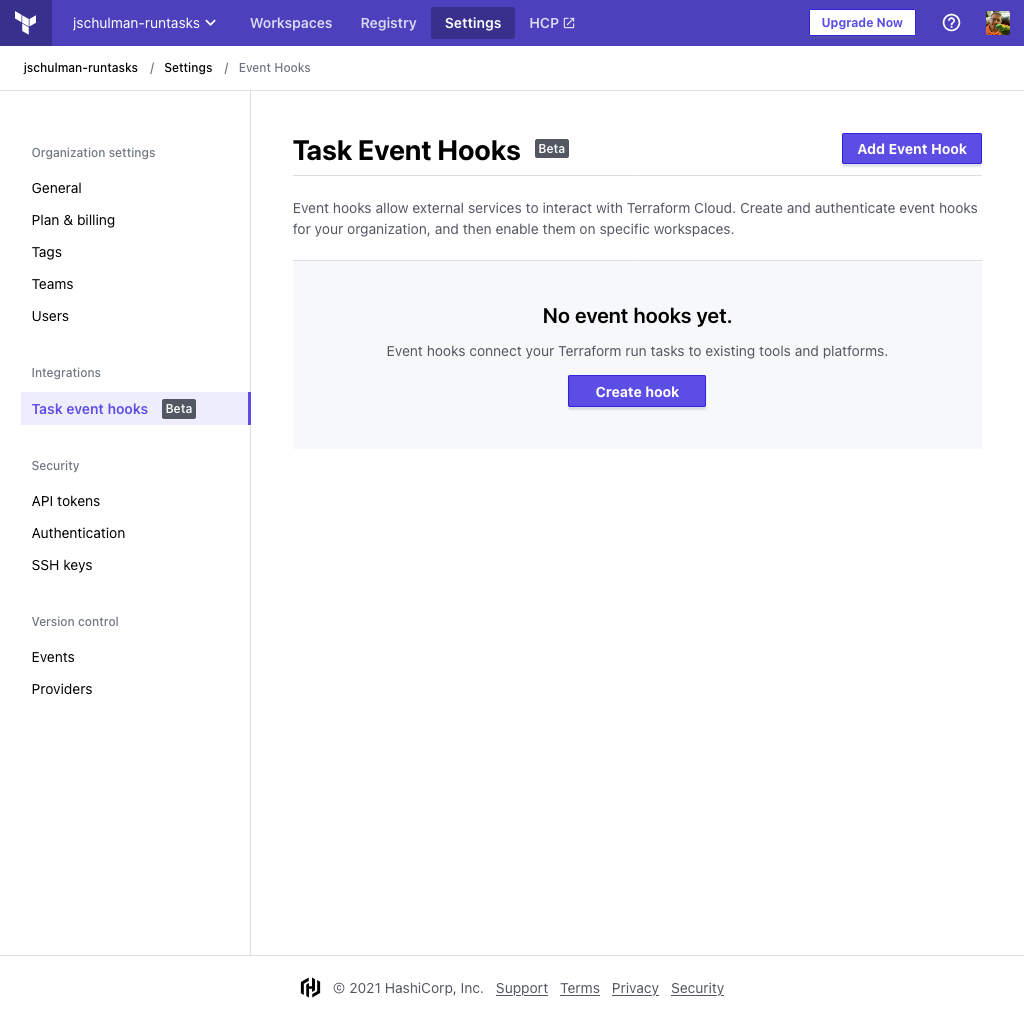 jschulman-runtasks Workspaces Registry Settings HCP Upgrade Now
jschulman-runtasks / Settings / Event Hooks
Organization settings
General
Plan & billing
Tags
Teams
Users
Integrations
Task event hooks Beta
Security
API tokens
Authentication
SSH keys
Version control
Events
Providers
Task Event Hooks Beta
Add Event Hook
Event hooks allow external services to interact with Terraform Cloud. Create and authenticate event hooks
for your organization, and then enable them on specific workspaces.
No event hooks yet.
Event hooks connect your Terraform run tasks to existing tools and platforms.
Create hook
© 2021 HashiCorp, Inc. Support Terms Privacy Security